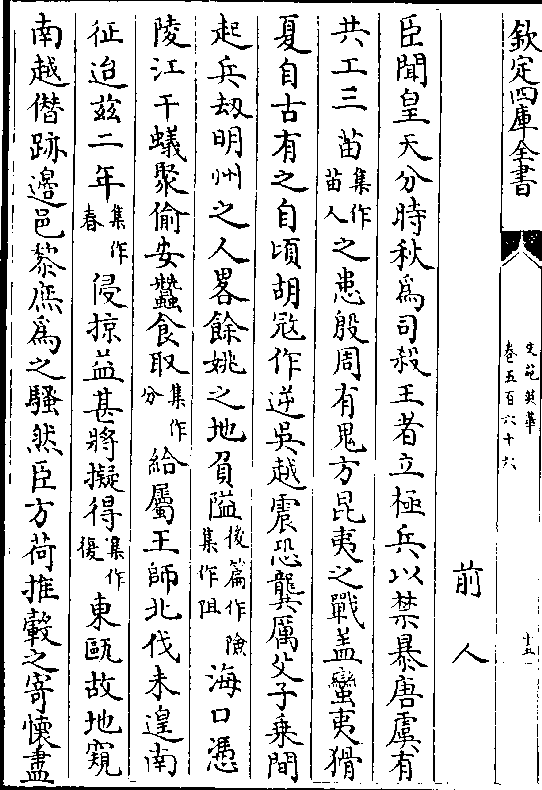 欽定四庫全書
文苑英華
卷五百六十六
十五
前人
臣聞皇天分時秋爲司殺王者立極兵以禁暴唐虞有
共工三苗集作苗人之患殷周有鬼方昆夷之戰盖蠻夷猾
夏自古有之自頃胡寇作逆吳越震恐龔厲父子乗間
起兵刼明州之人畧餘姚之地負隘後篇作險集作阻海口憑
陵江干蟻聚偷安蠶食取集作分給屬王師北伐未遑南
征迨兹二年集作春侵掠益甚將擬得集作復東甌故地窺
南越僭跡邊邑黎庶爲之騷然臣方荷推轂之寄懐盡